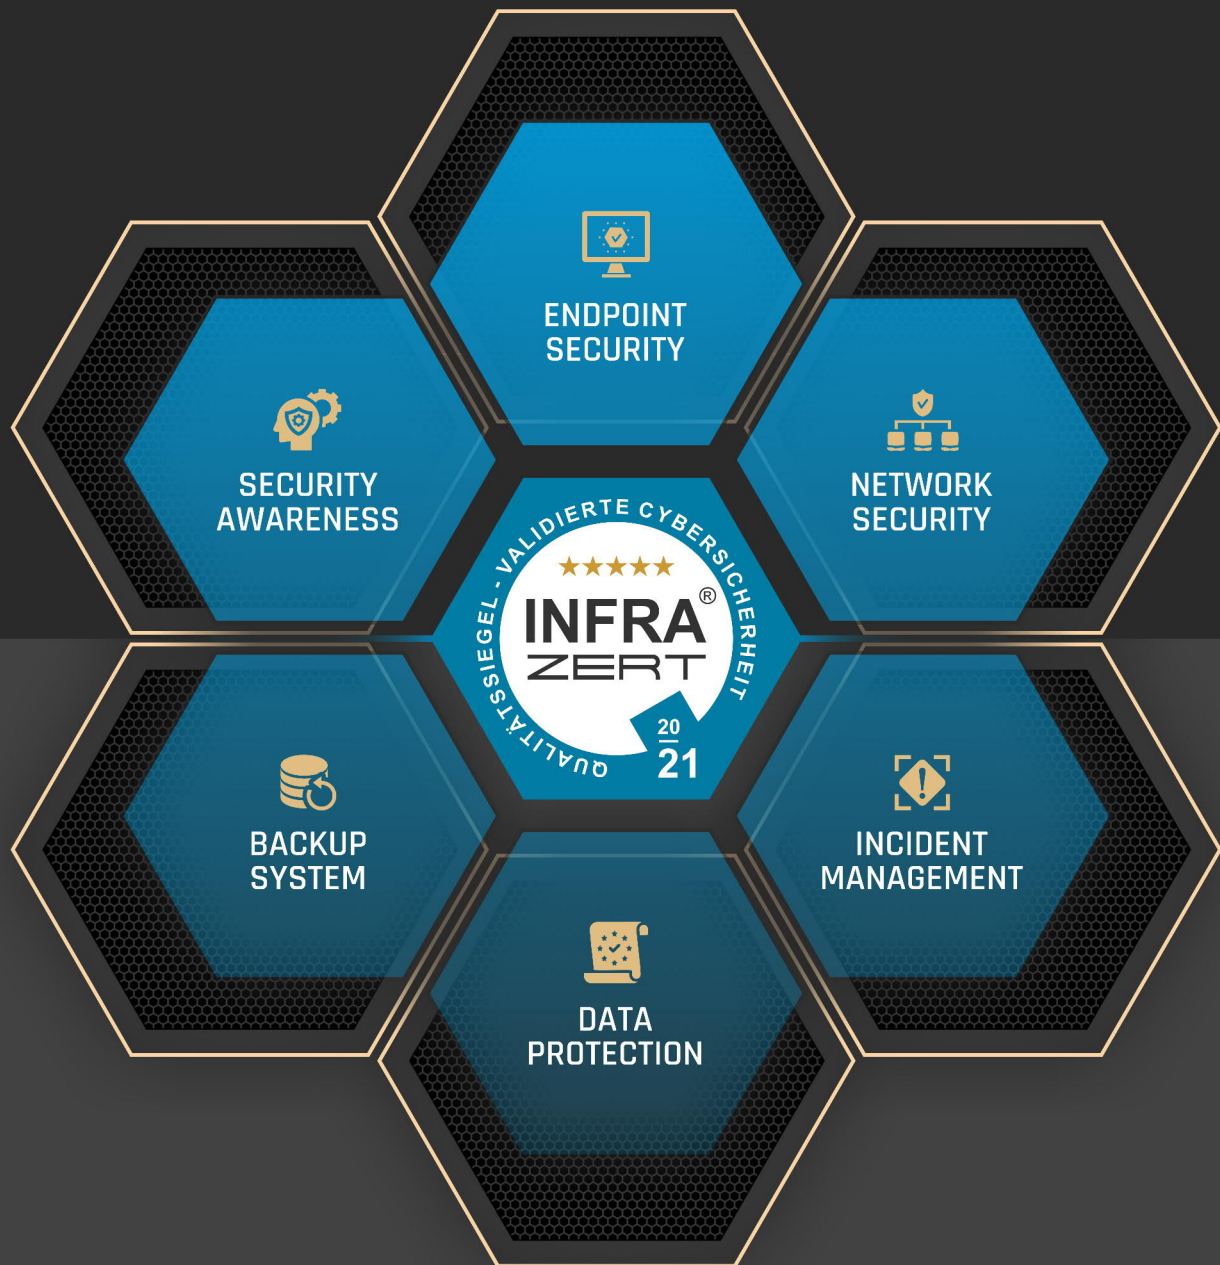 ENDPOINT
SECURITY
SECURITY
AWARENESS
NETWORK
SECURITY
QUALITÄTSSIEGEL - VALIDIERTE CYBERSICHERHEIT
INFRA®
ZERT
20
21
BACKUP
SYSTEM
INCIDENT
MANAGEMENT
DATA
PROTECTION